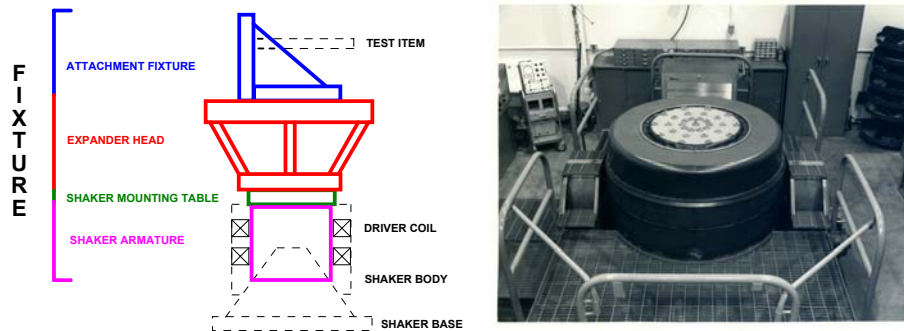 FIXTURE
TEST ITEM
ATTACHMENT FIXTURE
EXPANDER HEAD
SHAKER MOUNTING TABLE
SHAKER ARMATURE
DRIVER COIL
SHAKER BODY
SHAKER BASE